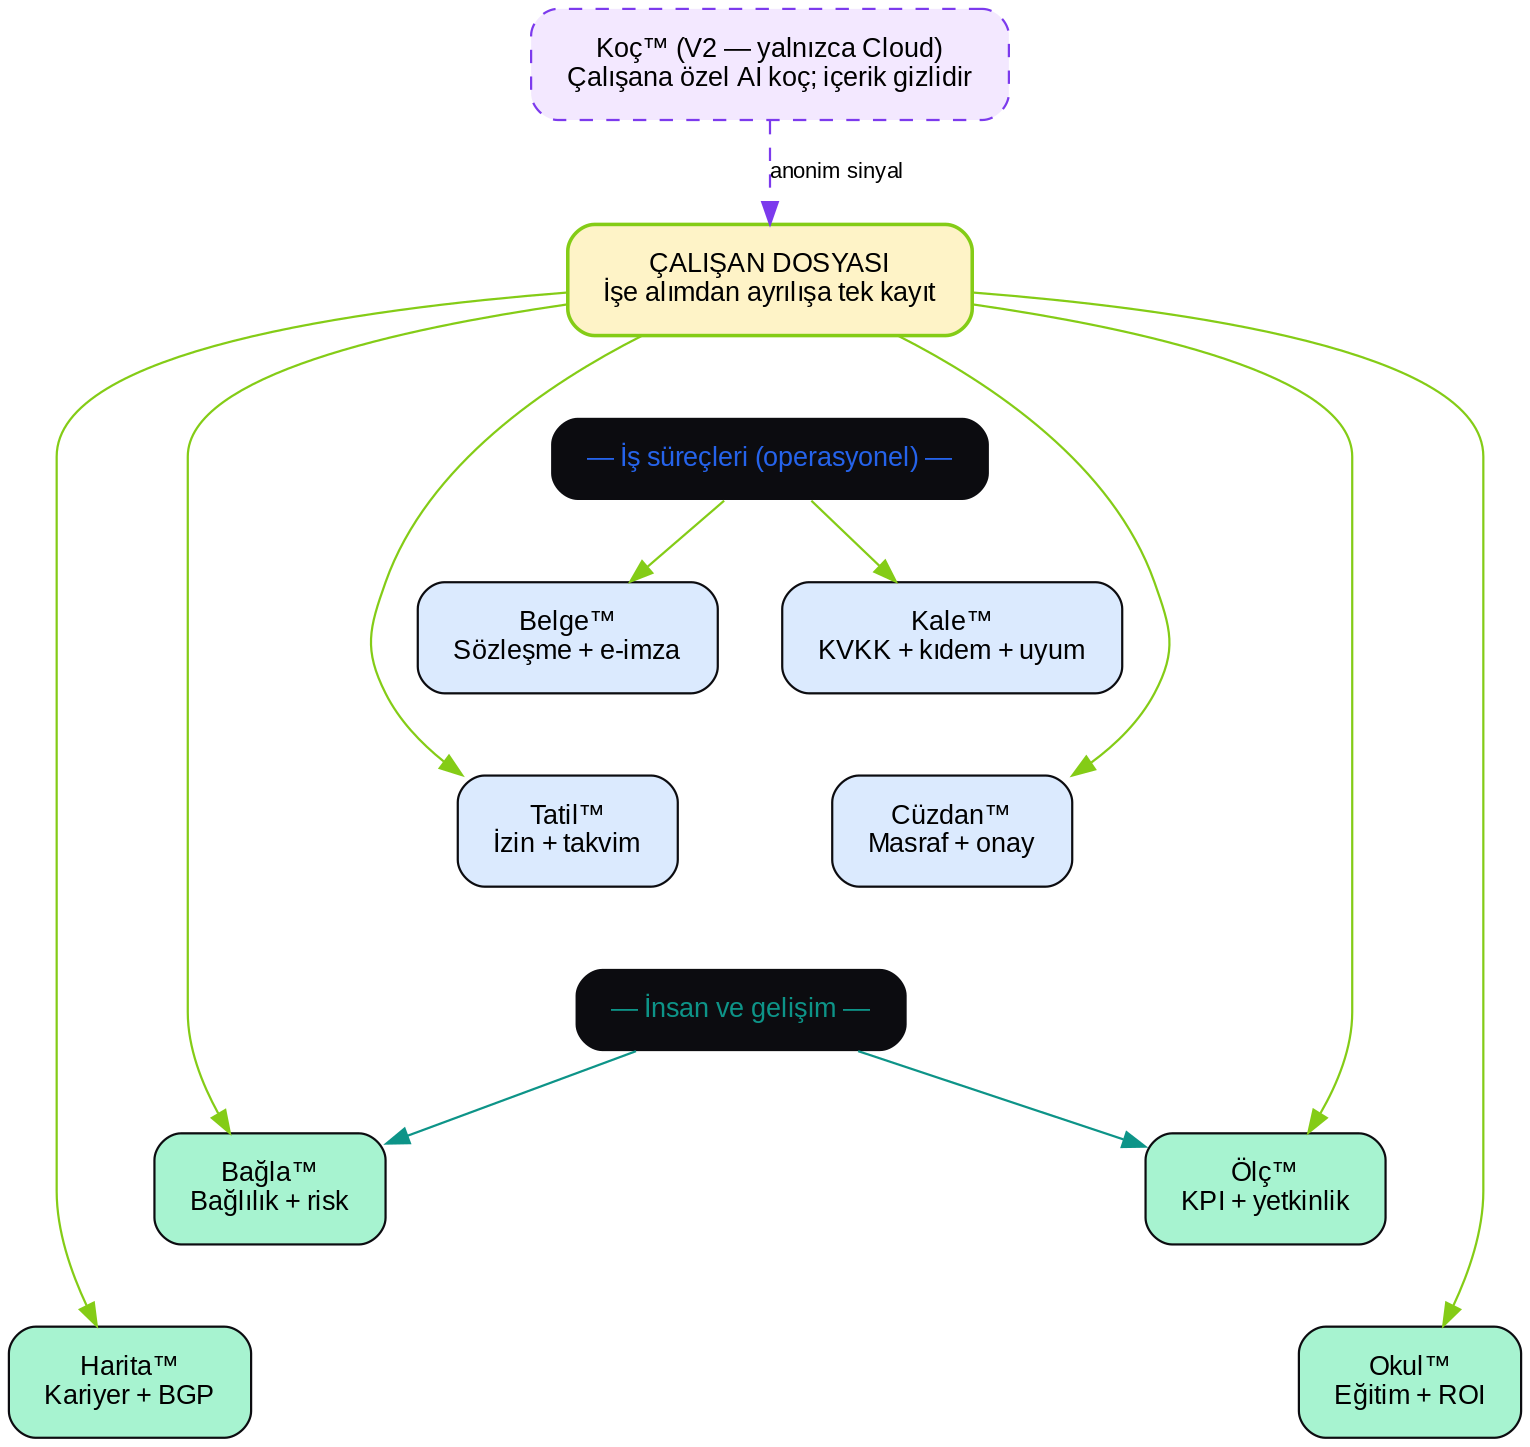 Koç™ (V2 — yalnızca Cloud)
Çalışana özel AI koç; içerik gizlidir
anonim sinyal
ÇALIŞAN DOSYASI
İşe alımdan ayrılışa tek kayıt
— İş süreçleri (operasyonel) —
Belge™
Sözleşme + e-imza
Kale™
KVKK + kıdem + uyum
Tatil™
İzin + takvim
Cüzdan™
Masraf + onay
— İnsan ve gelişim —
Bağla™
Bağlılık + risk
Ölç™
KPI + yetkinlik
Harita™
Kariyer + BGP
Okul™
Eğitim + ROI